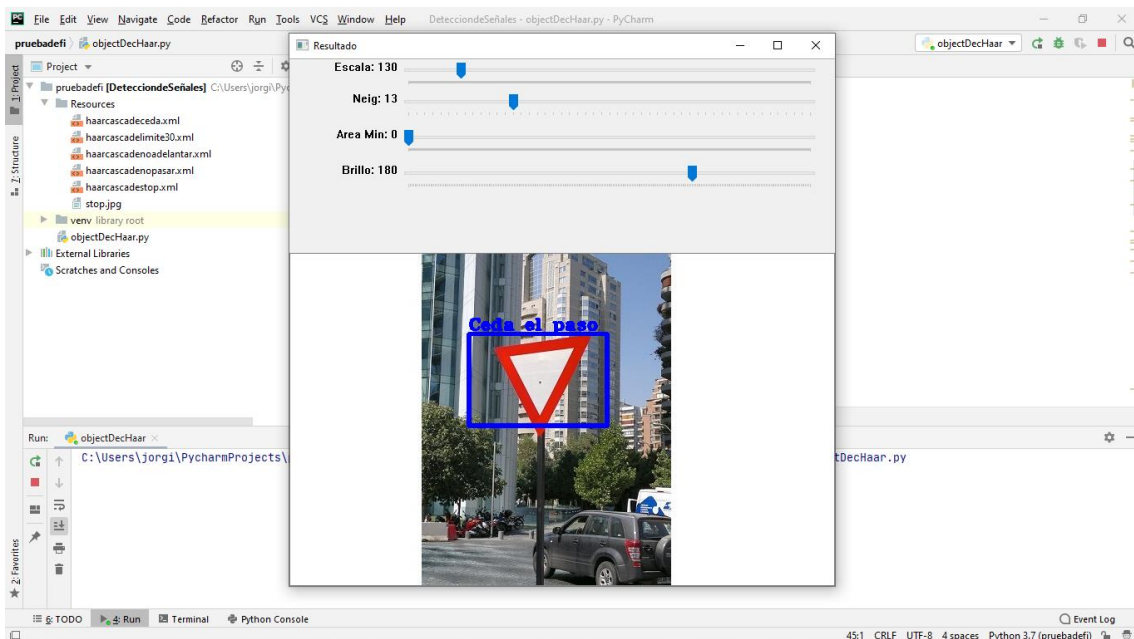 File Edit View Navigate Code Refactor Run Tools VCS Window Help DetecciondeSeñales - objectDecHaar.py - PyCharm
pruebadefi objectDecHaar.py
objectDecHaar
Resultado
Escala: 130
Neig: 13
Area Min: 0
Brillo: 180
Ceda el paso
1: Project
Project
pruebadefi [DetecciondeSeñales] C:\Users\jorgi\Pyc
Resources
haarcascadeceda.xml
haarcascadelimite30.xml
haarcascadenoadelantar.xml
haarcascadenopasar.xml
haarcascadestop.xml
stop.jpg
venv library root
objectDecHaar.py
External Libraries
Scratches and Consoles
7: Structure
2: Favorites
Run: objectDecHaar
C:\Users\jorgi\PycharmProjects\ tDecHaar.py
6: TODO 4: Run Terminal Python Console Event Log
45:1 CRLF UTF-8 4 spaces Python 3.7 (pruebadefi)